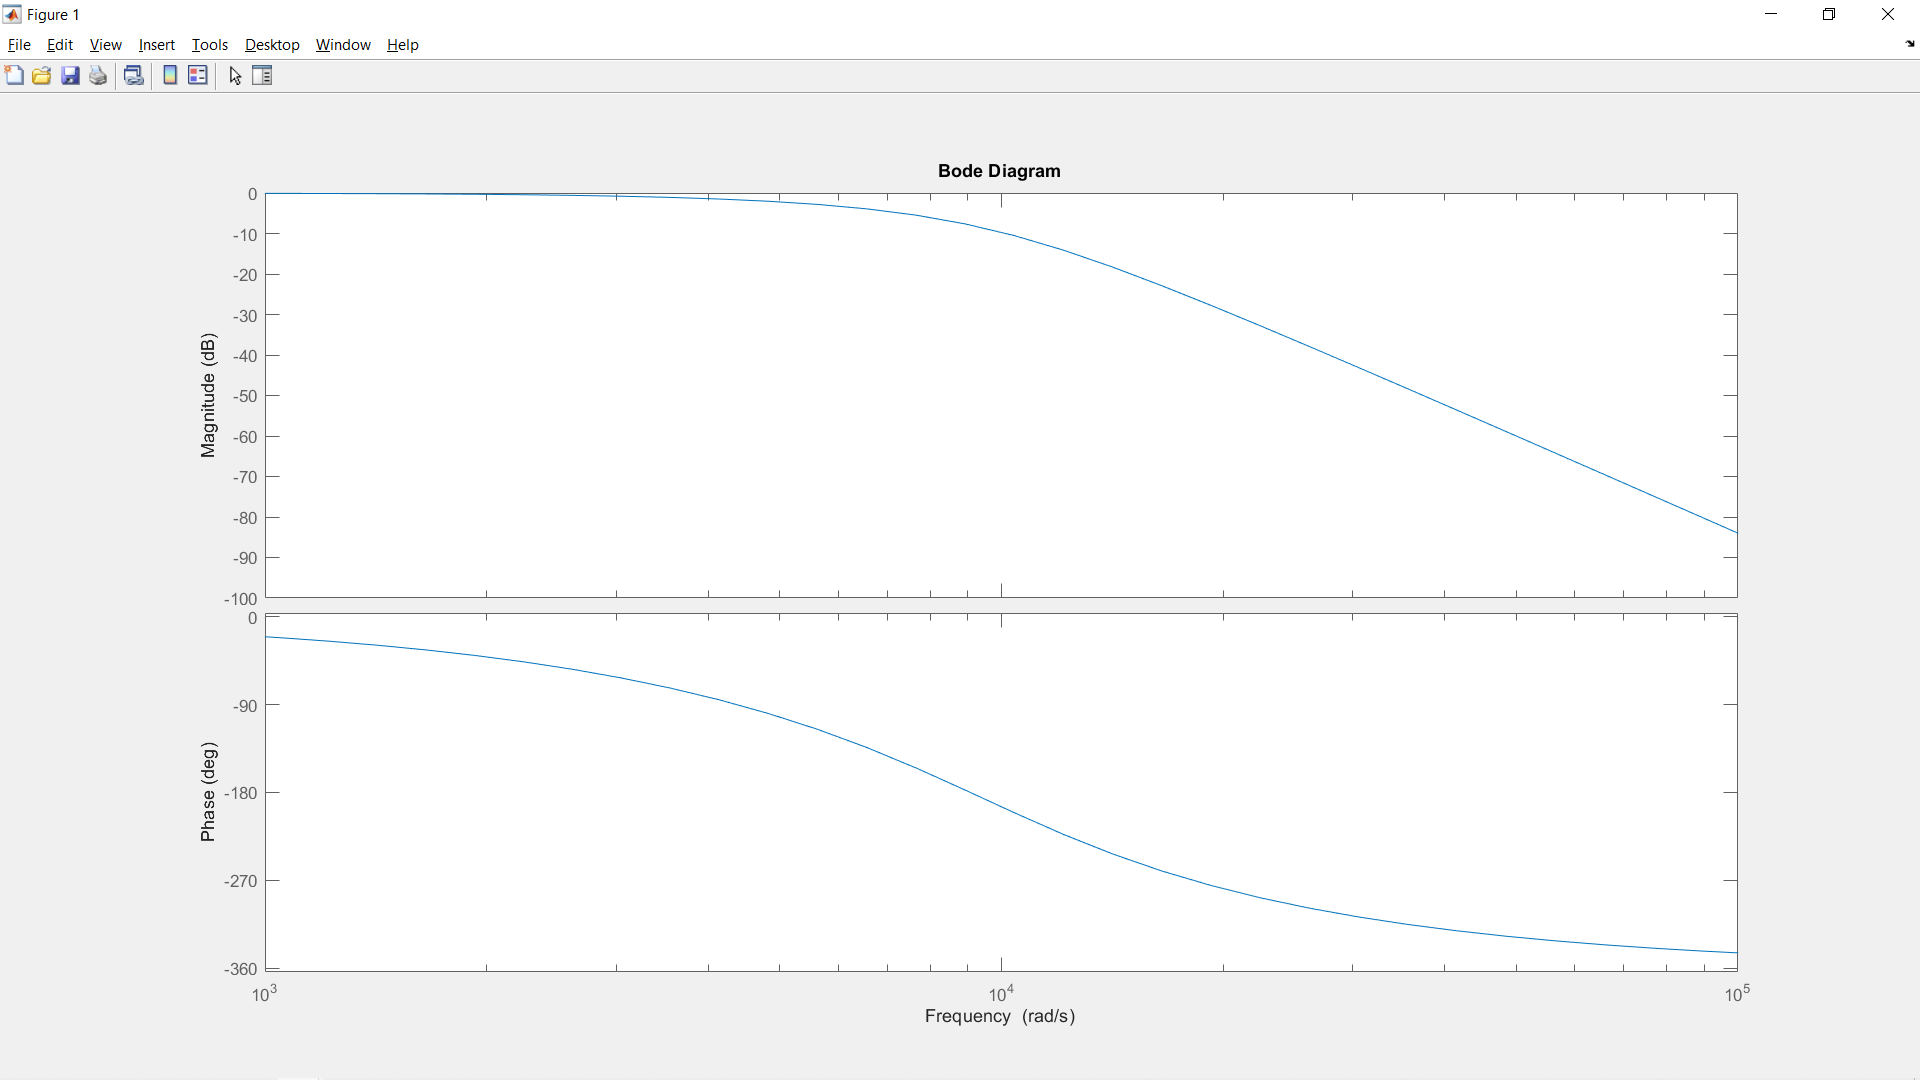 Figure 1
File Edit View Insert Tools Desktop Window Help
Bode Diagram
Magnitude (dB)
0
-10
-20
-30
-40
-50
-60
-70
-80
-90
-100
Phase (deg)
0
-90
-180
-270
-360
10^3 10^4 10^5
Frequency (rad/s)